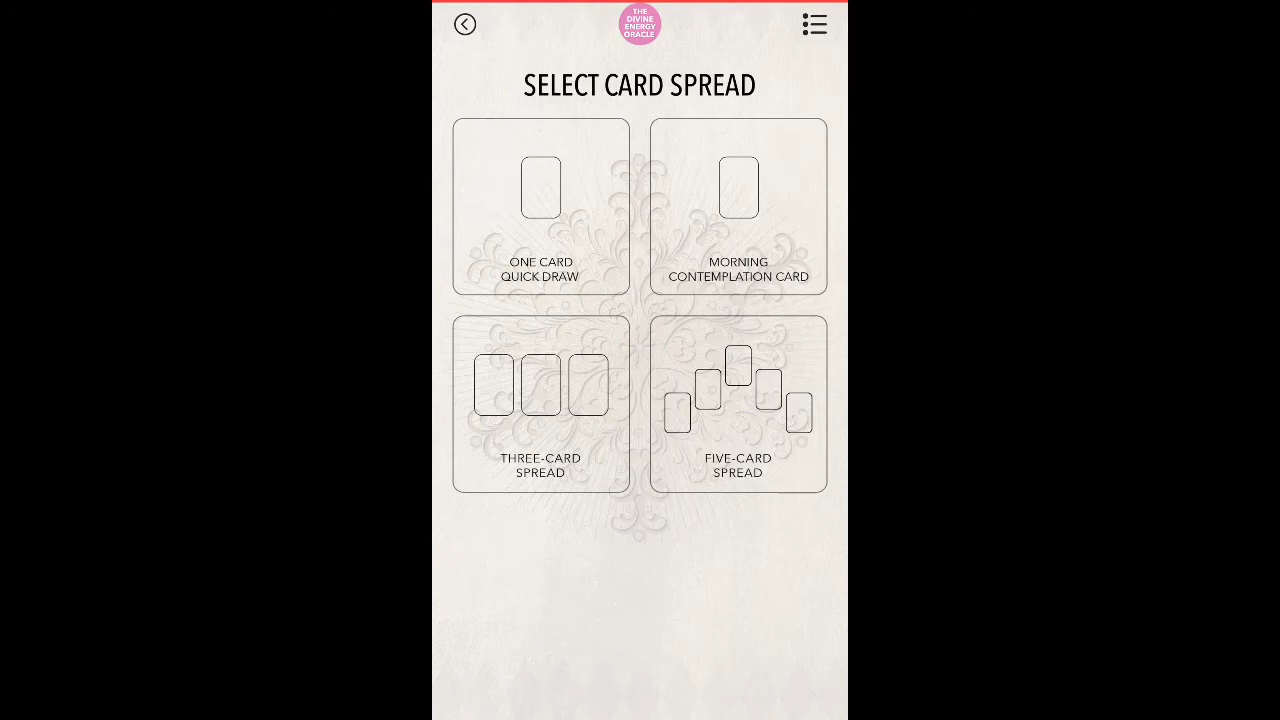 THE
DIVINE
ENERGY
ORACLE
SELECT CARD SPREAD
ONE CARD
QUICK DRAW
MORNING
CONTEMPLATION CARD
THREE-CARD
SPREAD
FIVE-CARD
SPREAD